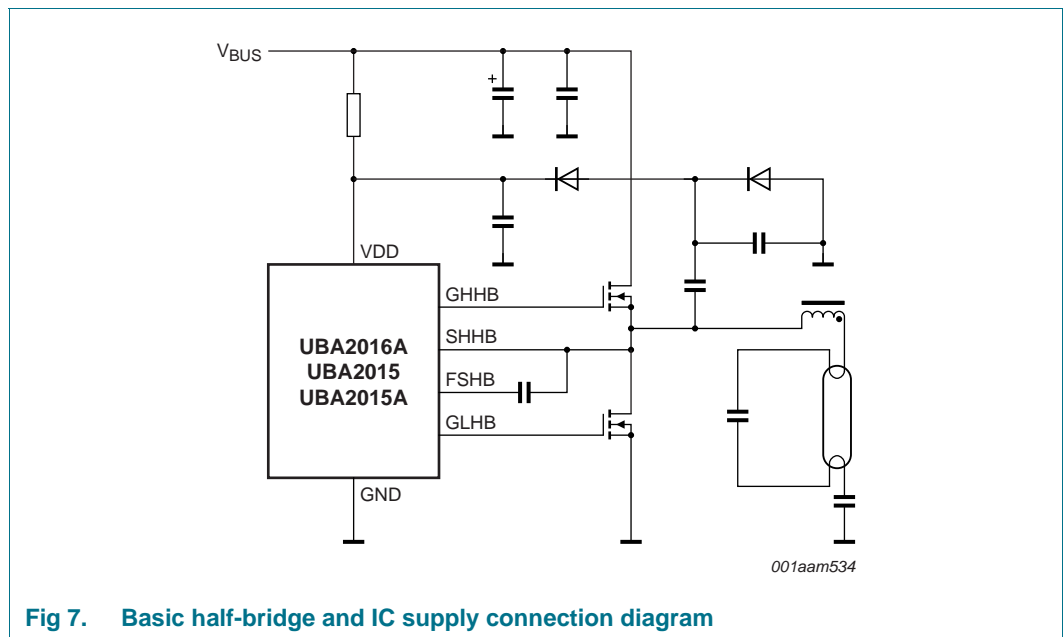 VBUS
+
VDD
GHHB
SHHB
FSHB
GLHB
UBA2016A
UBA2015
UBA2015A
GND
001aam534
Fig 7. Basic half-bridge and IC supply connection diagram